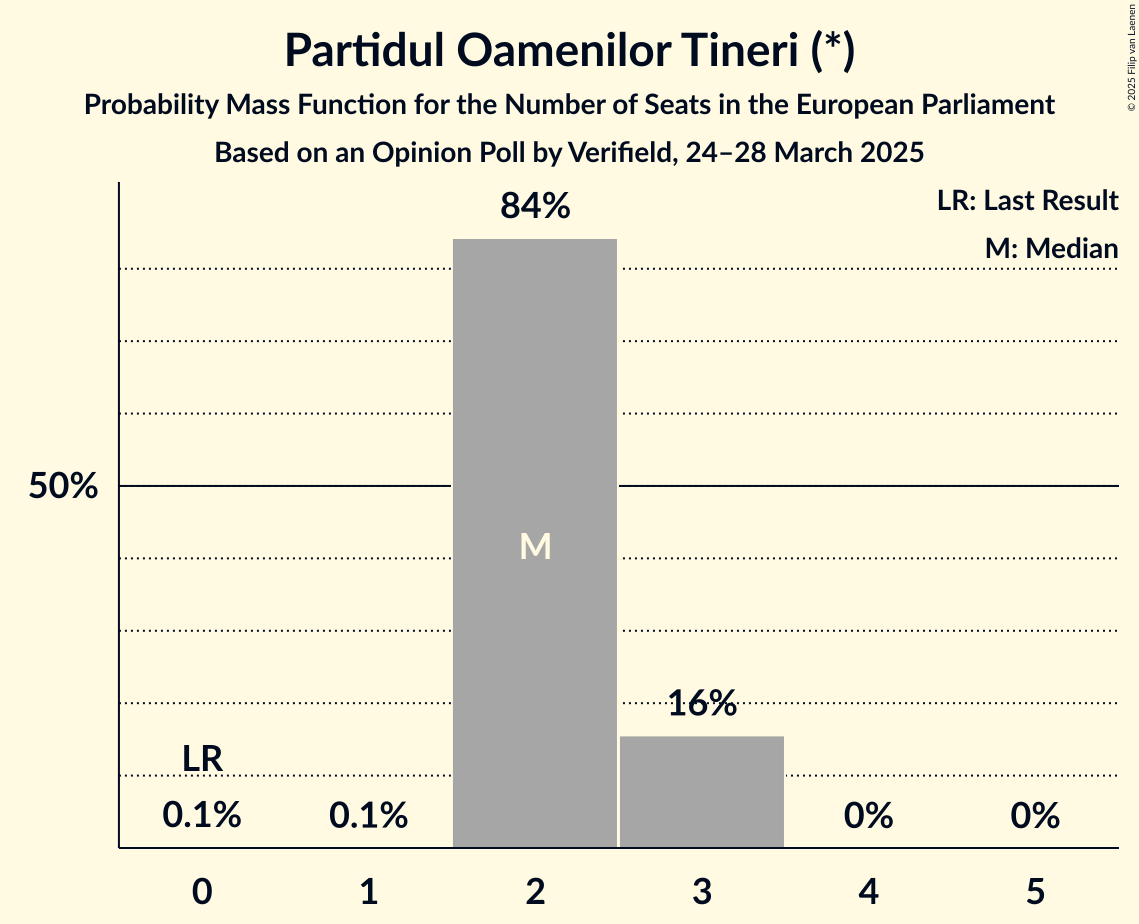 Partidul Oamenilor Tineri (*)
Probability Mass Function for the Number of Seats in the European Parliament
Based on an Opinion Poll by Verifield, 24–28 March 2025
© 2025 Filip van Laenen
LR: Last Result
M: Median
84%
50%
M
16%
LR
0.1% 0.1% 0% 0%
0 1 2 3 4 5